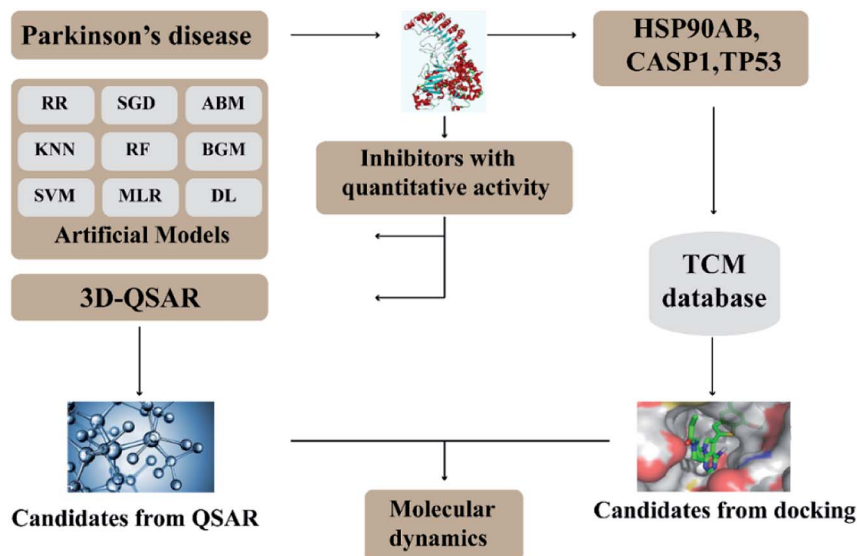 Parkinson's disease
HSP90AB,
CASP1,TP53
RR
SGD
ABM
KNN
RF
BGM
SVM
MLR
DL
Artificial Models
Inhibitors with
quantitative activity
3D-QSAR
TCM
database
Candidates from QSAR
Candidates from docking
Molecular
dynamics